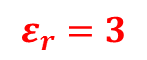 εᵣ = 3